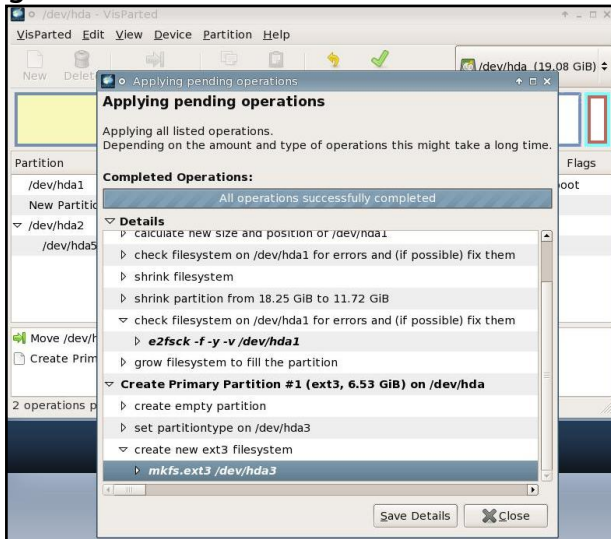 /dev/hda - VisParted
VisParted Edit View Device Partition Help
New Delet
/dev/hda (19.08 GiB)
Applying pending operations
Applying pending operations
Applying all listed operations.
Depending on the amount and type of operations this might take a long time.
Completed Operations:
All operations successfully completed
Details
calculate new size and position of /dev/hda1
check filesystem on /dev/hda1 for errors and (if possible) fix them
shrink filesystem
shrink partition from 18.25 GiB to 11.72 GiB
check filesystem on /dev/hda1 for errors and (if possible) fix them
e2fsck -f -y -v /dev/hda1
grow filesystem to fill the partition
Create Primary Partition #1 (ext3, 6.53 GiB) on /dev/hda
create empty partition
set partitiontype on /dev/hda3
create new ext3 filesystem
mkfs.ext3 /dev/hda3
Save Details Close
Partition Flags
/dev/hda1 oot
New Partitio
/dev/hda2
/dev/hda5
Move /dev/h
Create Prim
2 operations p